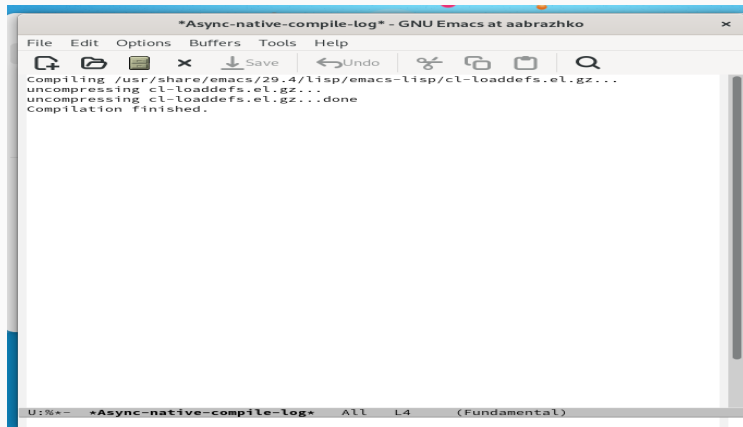 *Async-native-compile-log* - GNU Emacs at aabrazhko
File Edit Options Buffers Tools Help
Save Undo
Compiling /usr/share/emacs/29.4/lisp/emacs-lisp/cl-loaddefs.el.gz...
uncompressing cl-loaddefs.el.gz...
uncompressing cl-loaddefs.el.gz...done
Compilation finished.
U:%*- *Async-native-compile-log* All L4 (Fundamental)